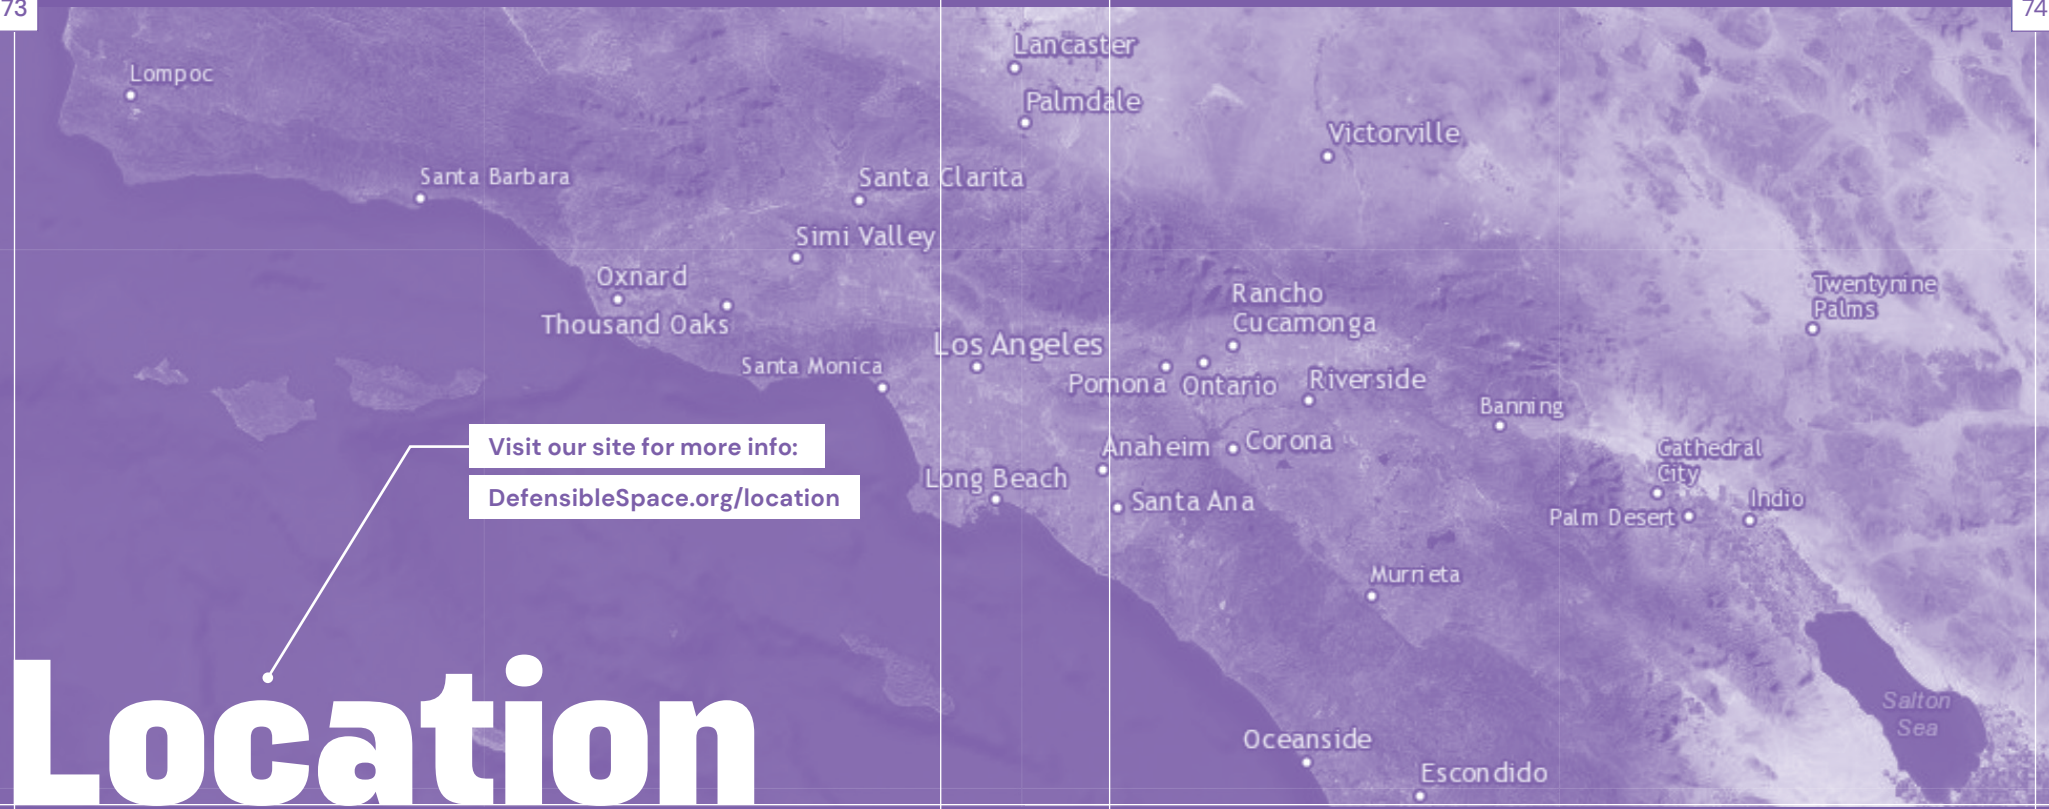 73
74
Lancaster
Lompoc
Palmdale
Victorville
Santa Barbara
Santa Clarita
Simi Valley
Oxnard
Thousand Oaks
Twentynine
Palms
Rancho
Cucamonga
Los Angeles
Santa Monica
Pomona
Ontario
Riverside
Banning
Visit our site for more info:
DefensibleSpace.org/location
Anaheim
Corona
Cathedral
City
Long Beach
Santa Ana
Palm Desert
Indio
Murrieta
Salton
Sea
Location
Oceanside
Escondido